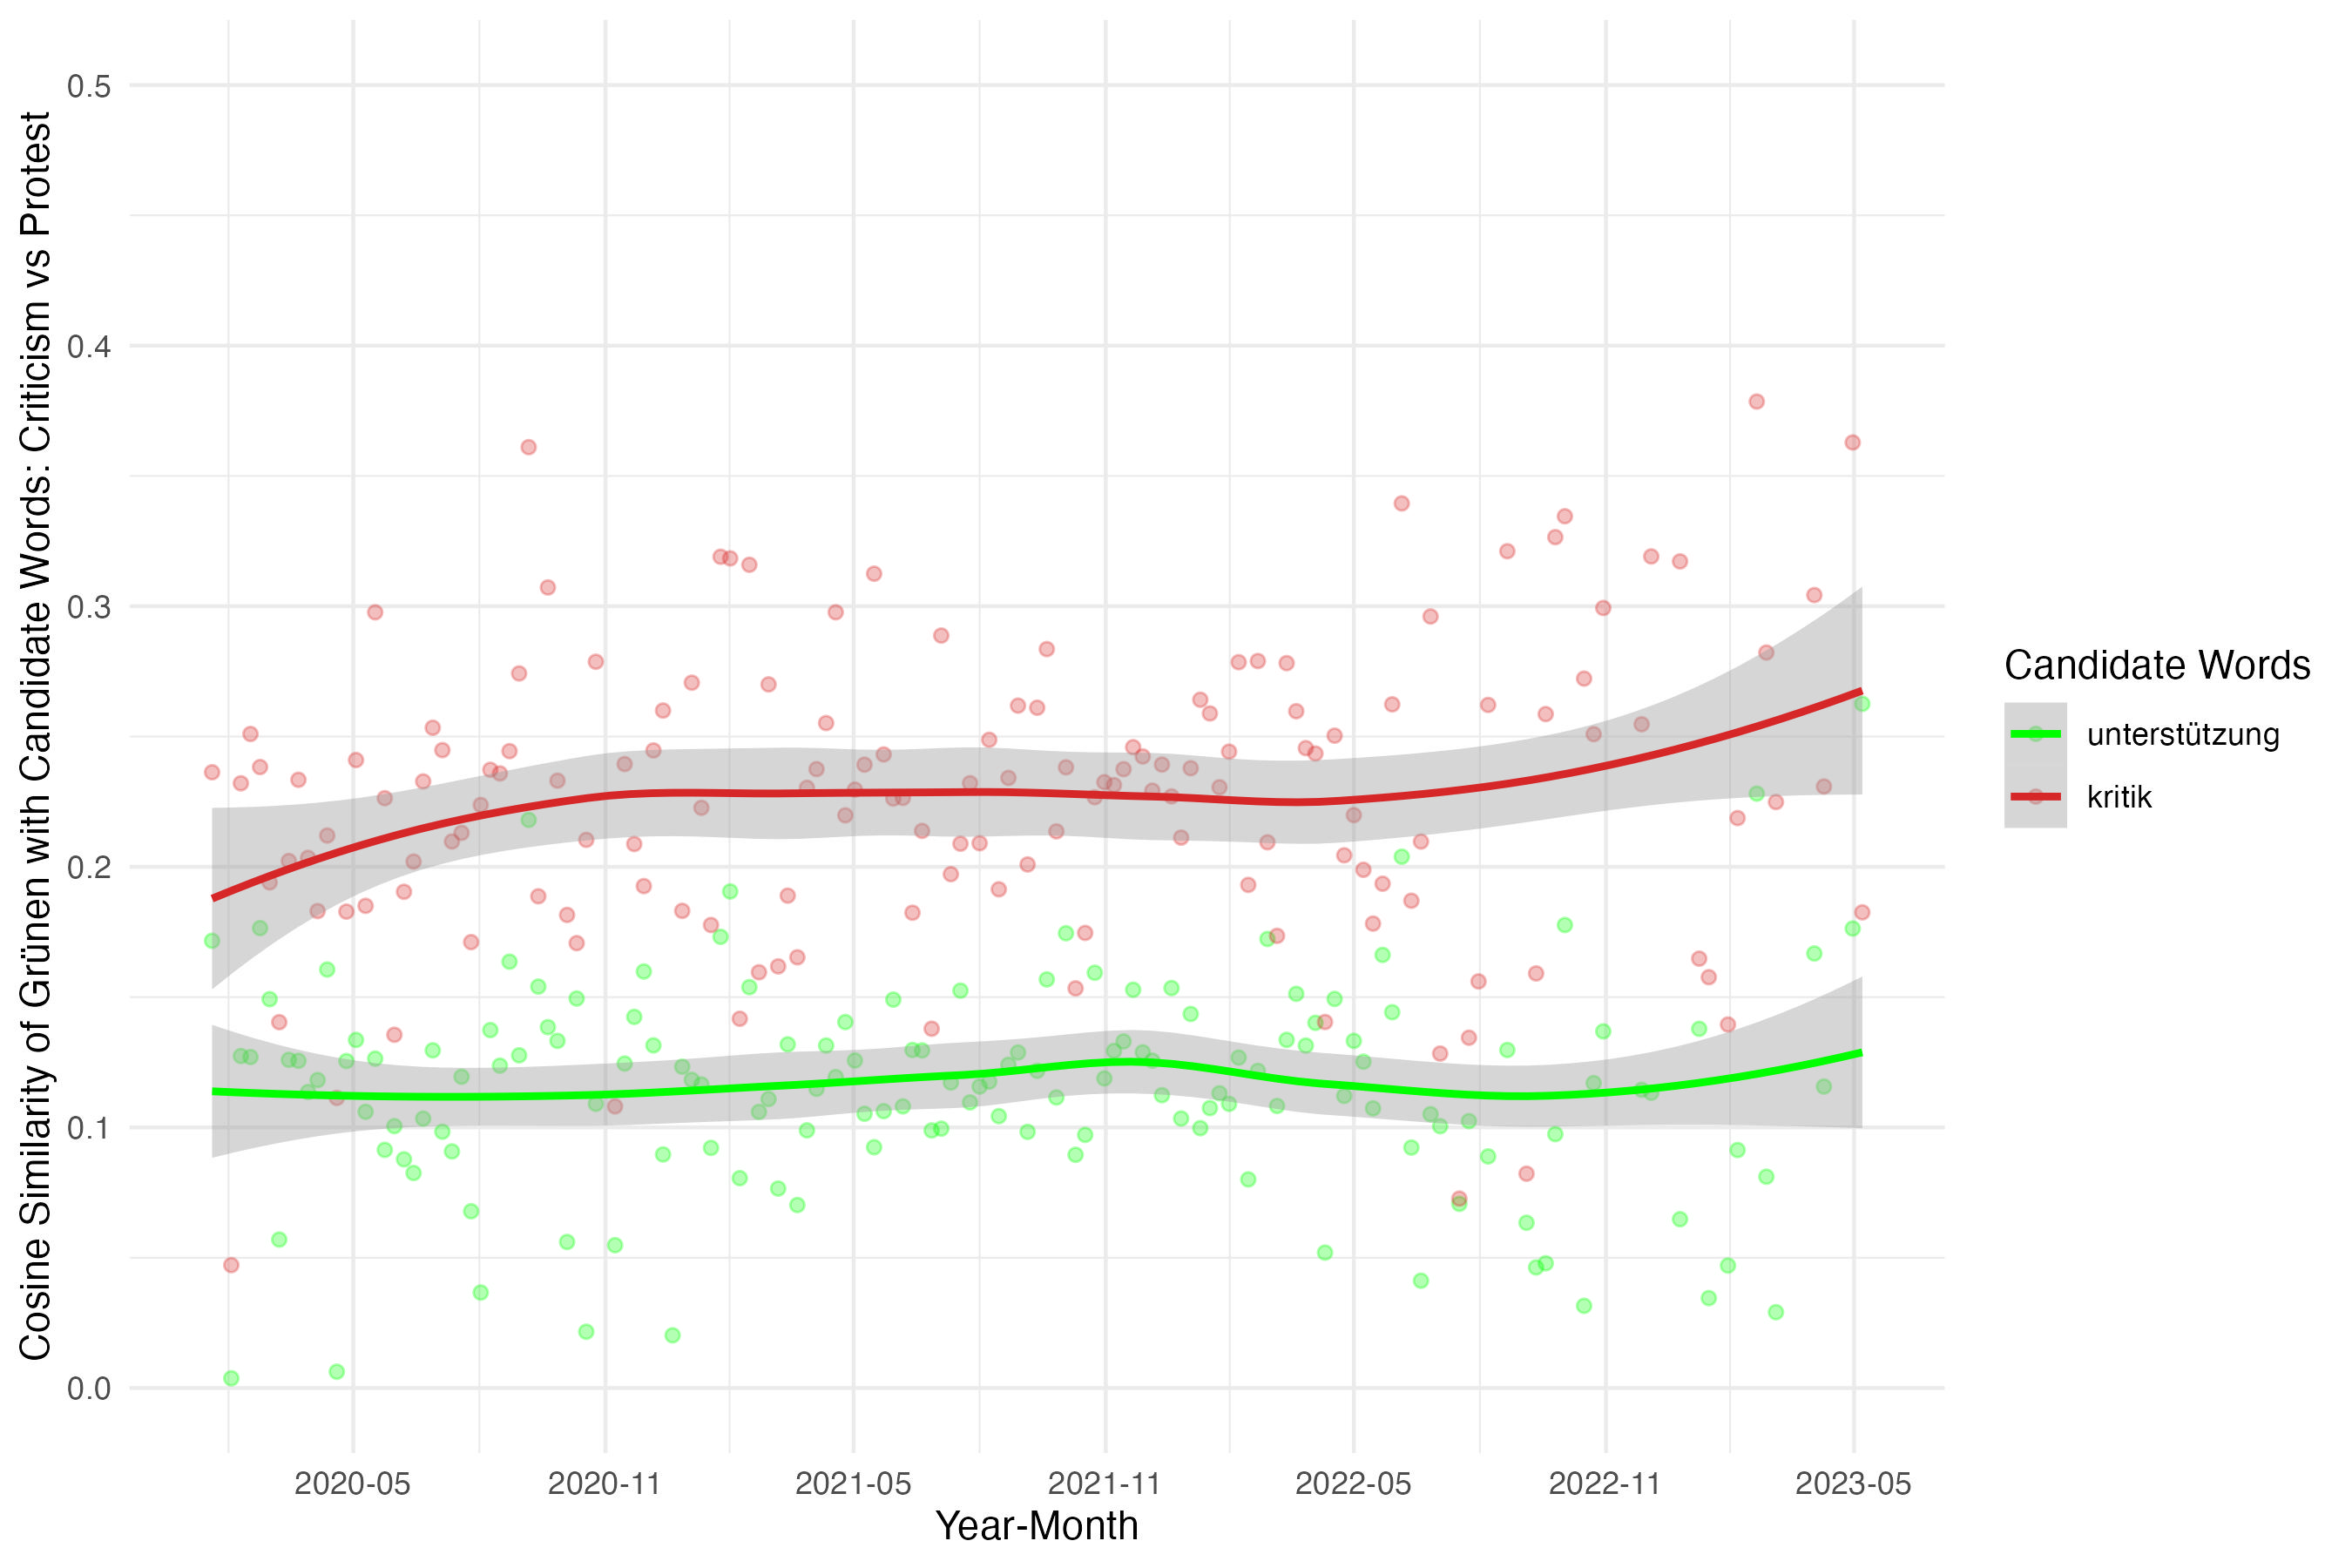 Cosine Similarity of Grünen with Candidate Words: Criticism vs Protest
0.5
0.4
0.3
0.2
0.1
0.0
2020-05 2020-11 2021-05 2021-11 2022-05 2022-11 2023-05
Year-Month
Candidate Words
unterstützung
kritik